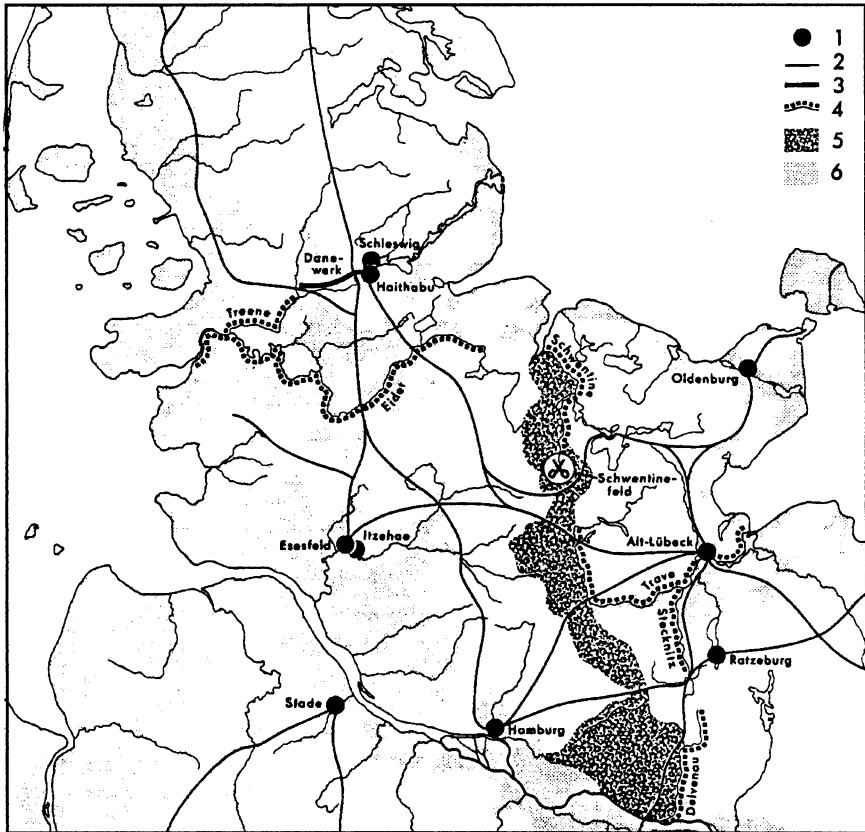 1
2
3
4
5
6
Schleswig
Dane-
werk
Haithabu
Treene
Eider
Schwentine
Oldenburg
Schwentine-
feld
Esesfeld
Itzehoe
Alt-Lübeck
Trave
Stecknitz
Ratzeburg
Stade
Hamburg
Delvenau